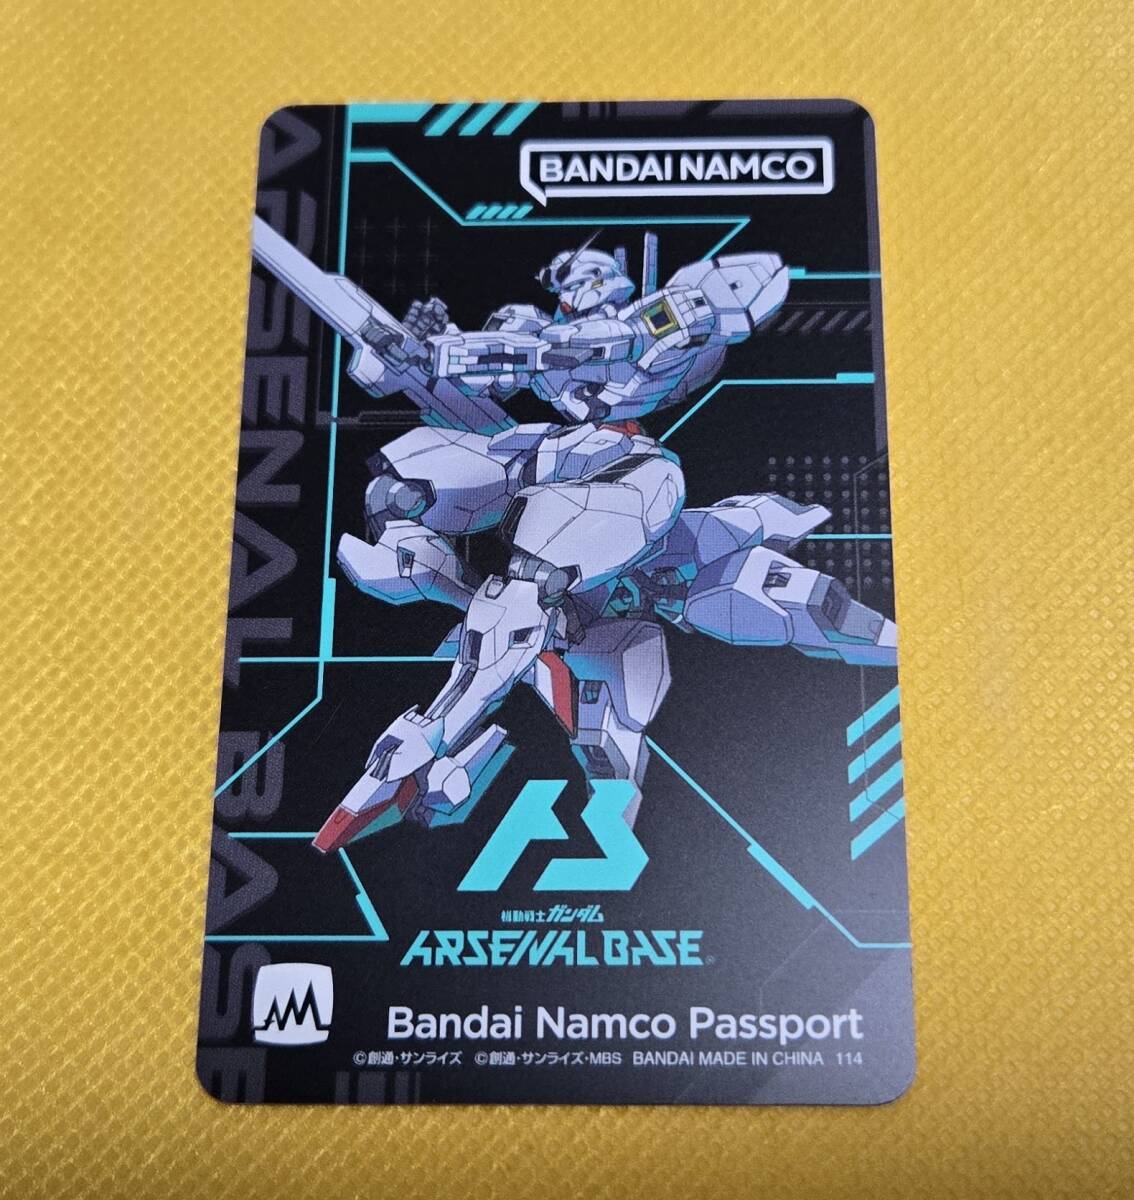 BANDAI NAMCO
ARSENAL BASE
機動戦士ガンダム
ARSENAL BASE
Bandai Namco Passport
©創通・サンライズ ©創通・サンライズ・MBS BANDAI MADE IN CHINA 114